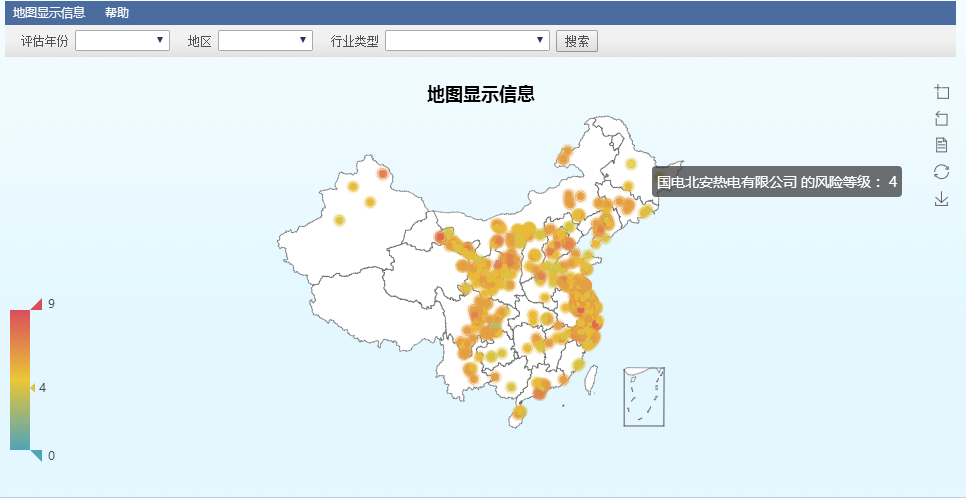 地图显示信息 帮助
评估年份 地区 行业类型 搜索
地图显示信息
国电北安热电有限公司 的风险等级： 4
9
4
0